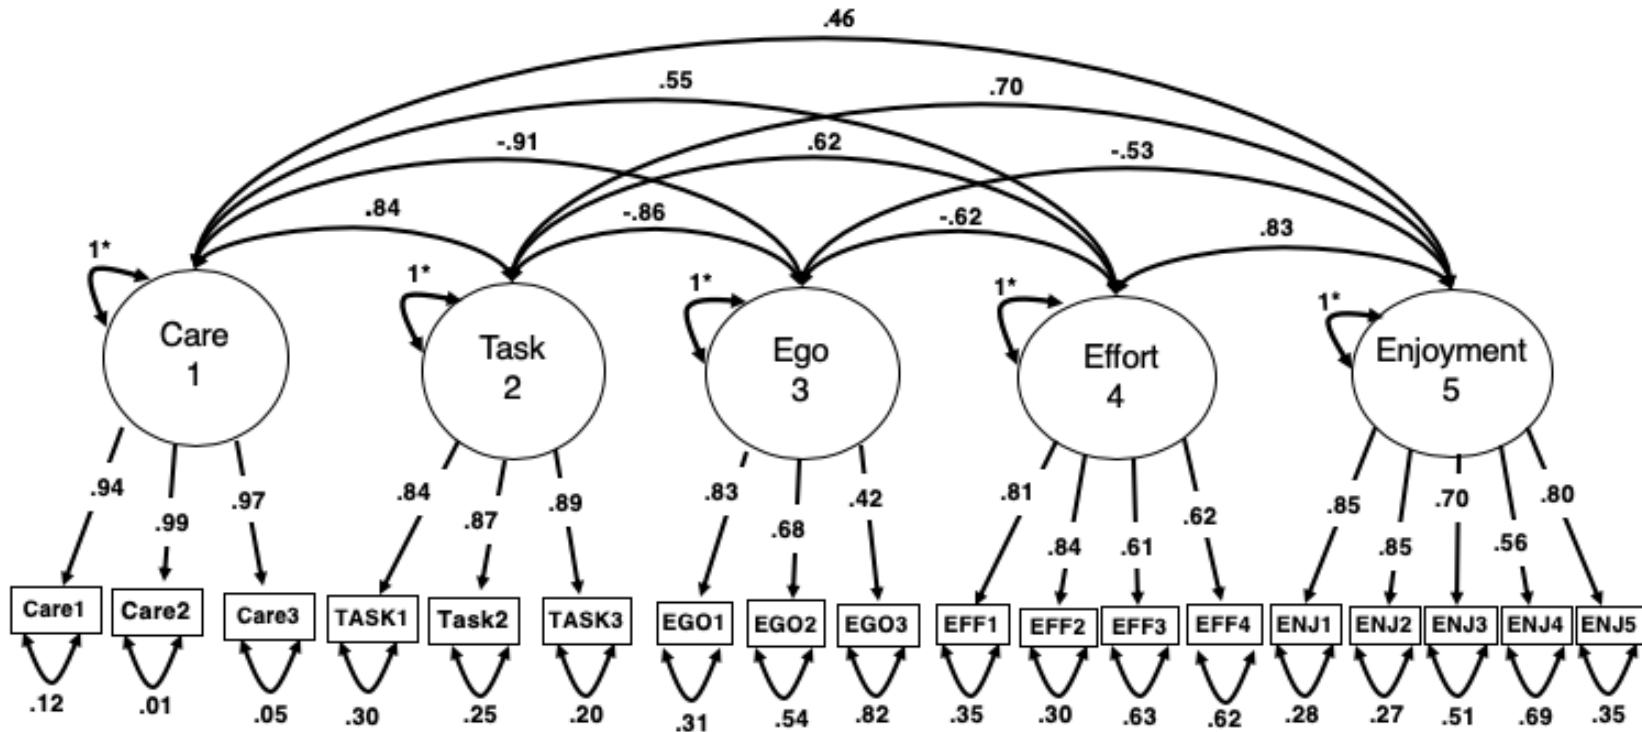 .46
.55
.70
-.91
.62
-.53
.84
-.86
-.62
.83
1*
1*
1*
1*
1*
Care
1
Task
2
Ego
3
Effort
4
Enjoyment
5
.94
.99
.97
.84
.87
.89
.83
.68
.42
.81
.84
.61
.62
.85
.85
.70
.56
.80
Care1
Care2
Care3
TASK1
Task2
TASK3
EGO1
EGO2
EGO3
EFF1
EFF2
EFF3
EFF4
ENJ1
ENJ2
ENJ3
ENJ4
ENJ5
.12
.01
.05
.30
.25
.20
.31
.54
.82
.35
.30
.63
.62
.28
.27
.51
.69
.35